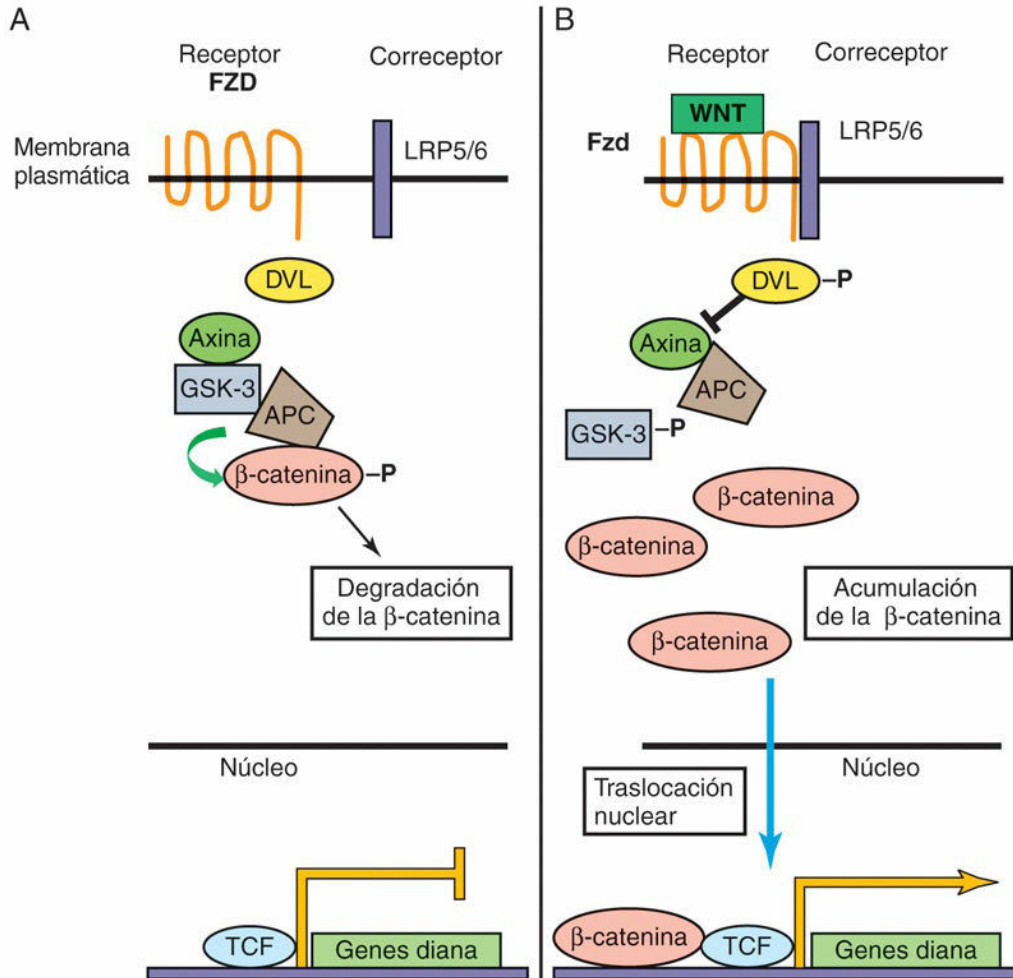 A
Receptor
FZD
Correceptor
Membrana
plasmática
LRP5/6
DVL
Axina
GSK-3
APC
β-catenina
–P
Degradación
de la β-catenina
Núcleo
TCF
Genes diana
B
Receptor
Correceptor
WNT
Fzd
LRP5/6
DVL
–P
Axina
APC
GSK-3
–P
β-catenina
β-catenina
Acumulación
de la β-catenina
β-catenina
Núcleo
Traslocación
nuclear
β-catenina
TCF
Genes diana